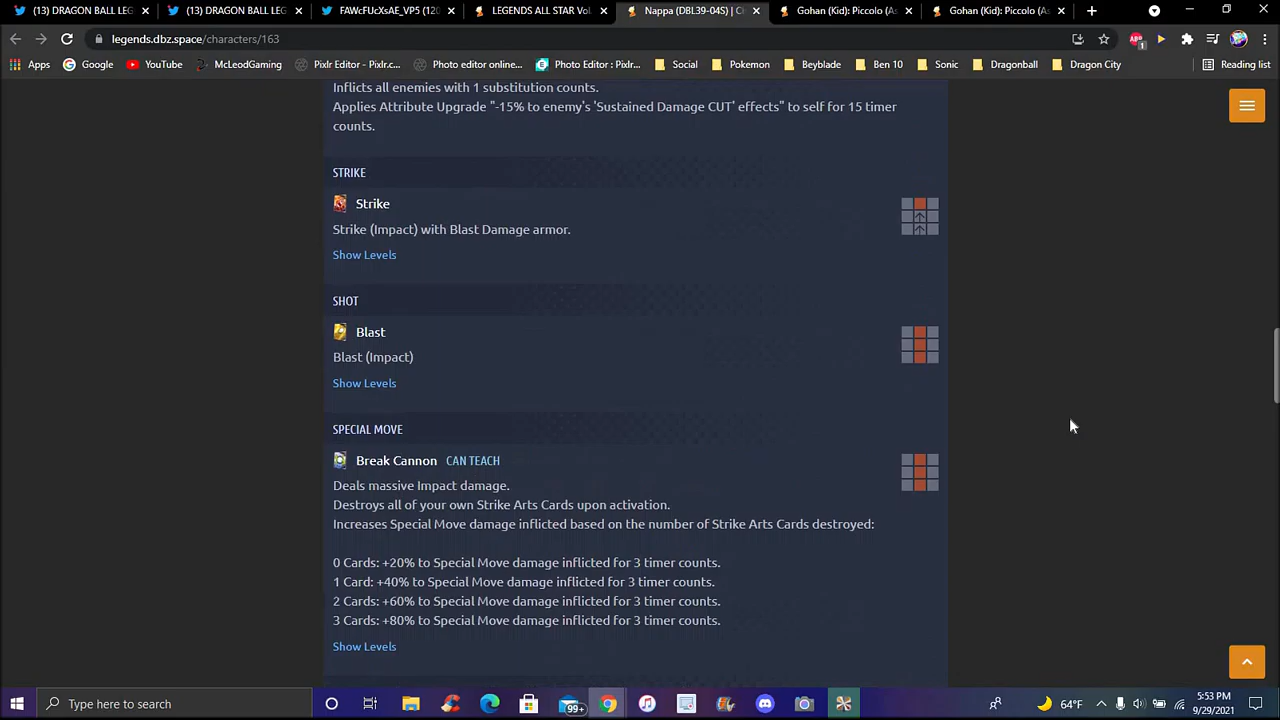 (13) DRAGON BALL LEG
(13) DRAGON BALL LEG
FAWcFUcXsAE_VP5 (120
LEGENDS ALL STAR Vol.
Nappa (DBL39-04S) | C
Gohan (Kid): Piccolo (As
Gohan (Kid): Piccolo (As
legends.dbz.space/characters/163
ABP
1
Apps
Google
YouTube
McLeodGaming
Pixlr Editor - Pixlr.c...
Photo editor online...
Photo Editor : Pixlr...
Social
Pokemon
Beyblade
Ben 10
Sonic
Dragonball
Dragon City
Reading list
Inflicts all enemies with 1 substitution counts.
Applies Attribute Upgrade "-15% to enemy's 'Sustained Damage CUT' effects" to self for 15 timer
counts.
STRIKE
Strike
Strike (Impact) with Blast Damage armor.
Show Levels
SHOT
Blast
Blast (Impact)
Show Levels
SPECIAL MOVE
Break Cannon CAN TEACH
Deals massive Impact damage.
Destroys all of your own Strike Arts Cards upon activation.
Increases Special Move damage inflicted based on the number of Strike Arts Cards destroyed:
0 Cards: +20% to Special Move damage inflicted for 3 timer counts.
1 Card: +40% to Special Move damage inflicted for 3 timer counts.
2 Cards: +60% to Special Move damage inflicted for 3 timer counts.
3 Cards: +80% to Special Move damage inflicted for 3 timer counts.
Show Levels
Type here to search
99+
64°F
5:53 PM
9/29/2021